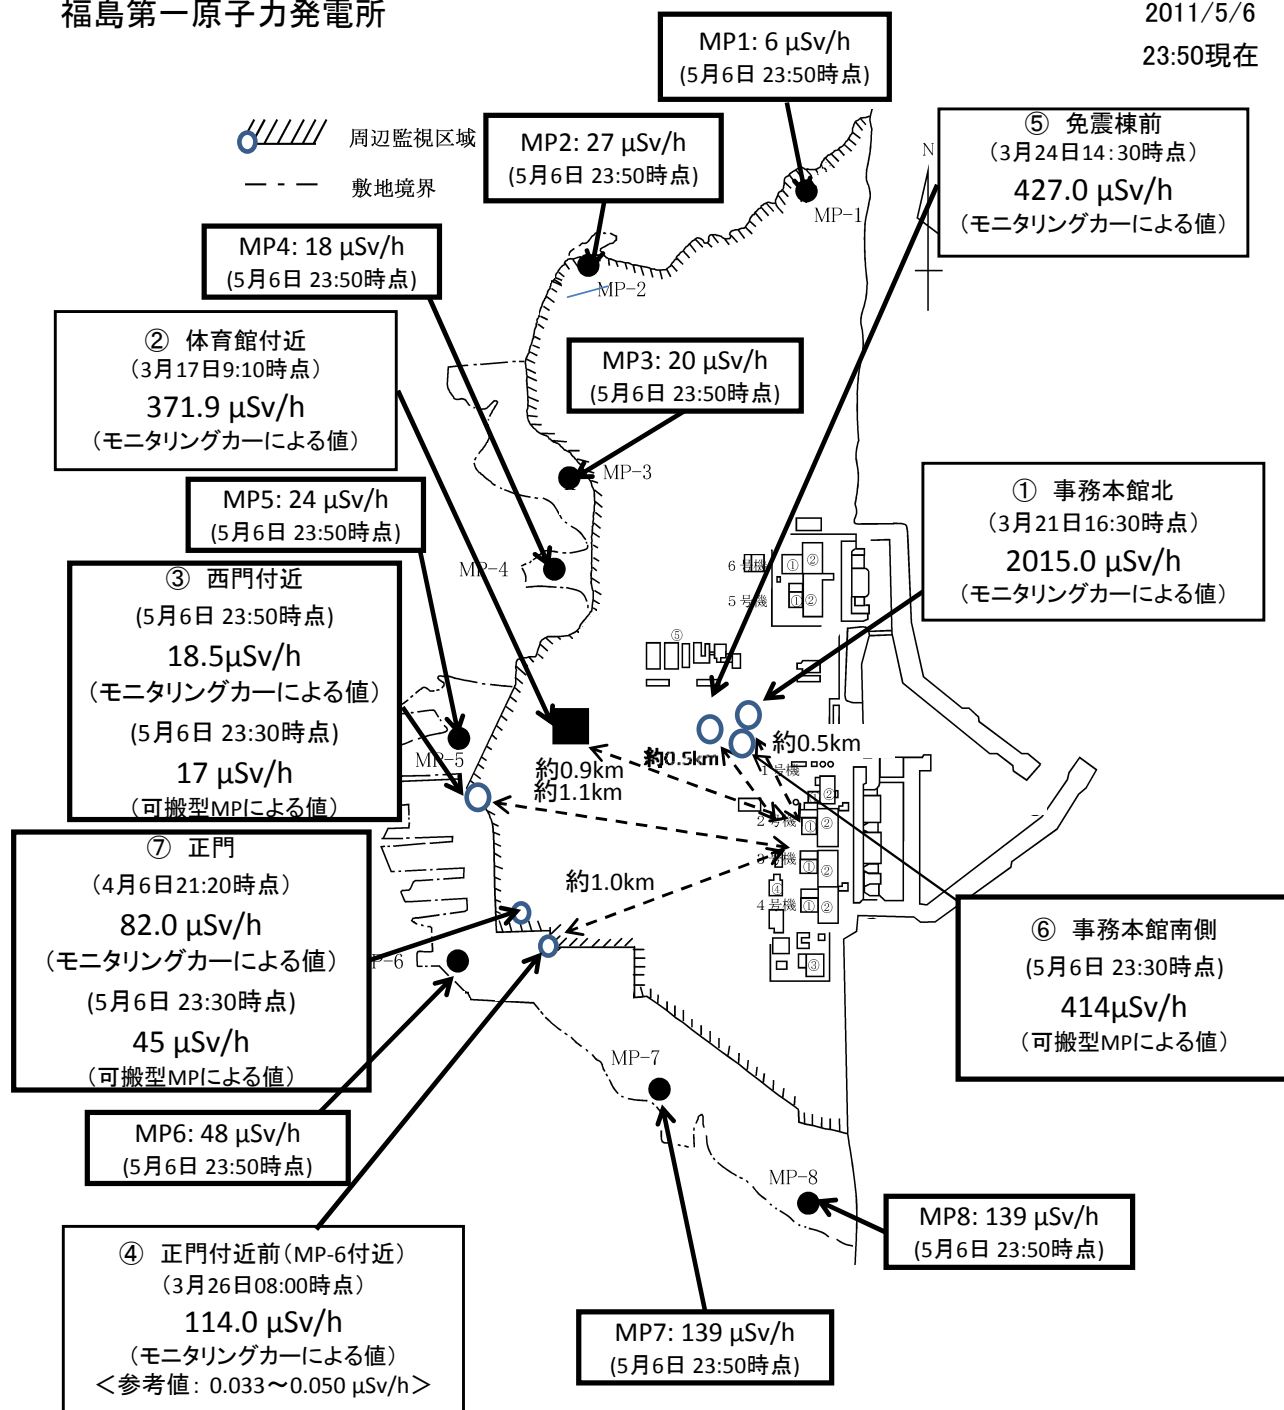 福島第一原子力発電所
2011/5/6
23:50現在
MP1: 6 μSv/h
(5月6日 23:50時点)
周辺監視区域
敷地境界
MP2: 27 μSv/h
(5月6日 23:50時点)
⑤ 免震棟前
(3月24日14:30時点)
427.0 μSv/h
(モニタリングカーによる値)
N
MP-1
MP4: 18 μSv/h
(5月6日 23:50時点)
MP-2
② 体育館付近
(3月17日9:10時点)
371.9 μSv/h
(モニタリングカーによる値)
MP3: 20 μSv/h
(5月6日 23:50時点)
MP-3
MP5: 24 μSv/h
(5月6日 23:50時点)
① 事務本館北
(3月21日16:30時点)
2015.0 μSv/h
(モニタリングカーによる値)
MP-4
6号機
① ②
5号機
① ②
③ 西門付近
(5月6日 23:50時点)
18.5μSv/h
(モニタリングカーによる値)
(5月6日 23:30時点)
17 μSv/h
(可搬型MPによる値)
⑤
MP-5
約0.9km
約1.1km
約0.5km
約0.5km
1号機
① ②
2号機
① ②
3号機
① ②
④
4号機
① ②
③
⑦ 正門
(4月6日21:20時点)
82.0 μSv/h
(モニタリングカーによる値)
(5月6日 23:30時点)
45 μSv/h
(可搬型MPによる値)
約1.0km
P-6
⑥ 事務本館南側
(5月6日 23:30時点)
414μSv/h
(可搬型MPによる値)
MP-7
MP6: 48 μSv/h
(5月6日 23:50時点)
MP-8
MP8: 139 μSv/h
(5月6日 23:50時点)
④ 正門付近前(MP-6付近)
(3月26日08:00時点)
114.0 μSv/h
(モニタリングカーによる値)
<参考値: 0.033~0.050 μSv/h>
MP7: 139 μSv/h
(5月6日 23:50時点)